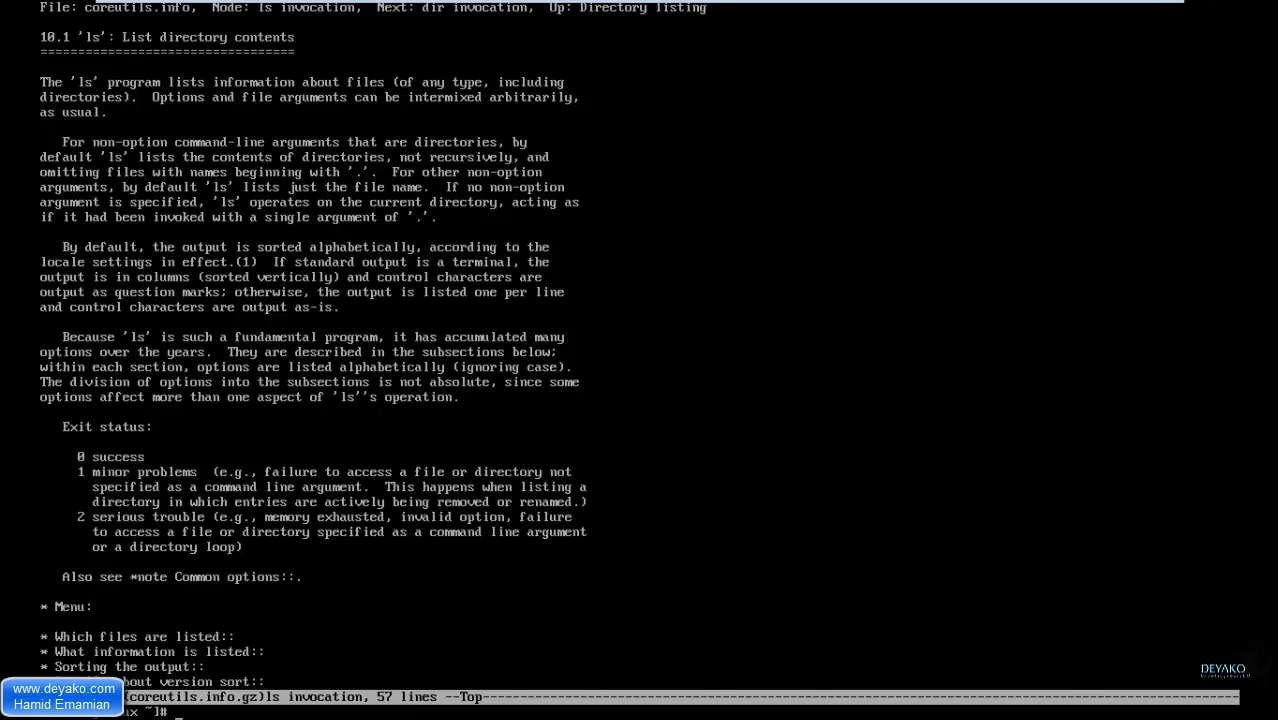 File: coreutils.info,  Node: ls invocation,  Next: dir invocation,  Up: Directory listing
10.1 'ls': List directory contents
==================================
The 'ls' program lists information about files (of any type, including
directories).  Options and file arguments can be intermixed arbitrarily,
as usual.
For non-option command-line arguments that are directories, by
default 'ls' lists the contents of directories, not recursively, and
omitting files with names beginning with '.'.  For other non-option
arguments, by default 'ls' lists just the file name.  If no non-option
argument is specified, 'ls' operates on the current directory, acting as
if it had been invoked with a single argument of '.'.
By default, the output is sorted alphabetically, according to the
locale settings in effect.(1)  If standard output is a terminal, the
output is in columns (sorted vertically) and control characters are
output as question marks; otherwise, the output is listed one per line
and control characters are output as-is.
Because 'ls' is such a fundamental program, it has accumulated many
options over the years.  They are described in the subsections below;
within each section, options are listed alphabetically (ignoring case).
The division of options into the subsections is not absolute, since some
options affect more than one aspect of 'ls''s operation.
Exit status:
0 success
1 minor problems  (e.g., failure to access a file or directory not
specified as a command line argument.  This happens when listing a
directory in which entries are actively being removed or renamed.)
2 serious trouble (e.g., memory exhausted, invalid option, failure
to access a file or directory specified as a command line argument
or a directory loop)
Also see *note Common options::.
* Menu:
* Which files are listed::
* What information is listed::
* Sorting the output::
about version sort::
(coreutils.info.gz)ls invocation, 57 lines --Top
ux ~]#
www.deyako.com
Hamid Emamian
DEYAKO